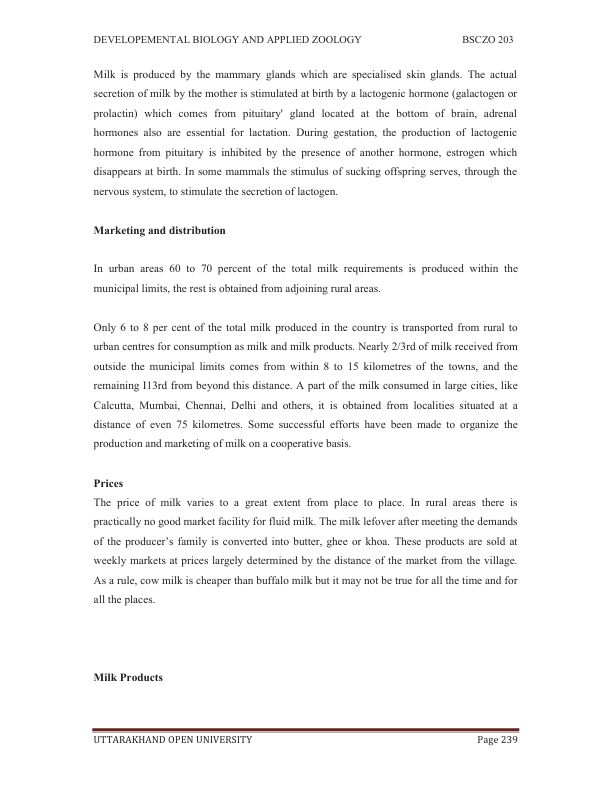 DEVELOPEMENTAL BIOLOGY AND APPLIED ZOOLOGY BSCZO 203
Milk is produced by the mammary glands which are specialised skin glands. The actual
secretion of milk by the mother is stimulated at birth by a lactogenic hormone (galactogen or
prolactin) which comes from pituitary' gland located at the bottom of brain, adrenal
hormones also are essential for lactation. During gestation, the production of lactogenic
hormone from pituitary is inhibited by the presence of another hormone, estrogen which
disappears at birth. In some mammals the stimulus of sucking offspring serves, through the
nervous system, to stimulate the secretion of lactogen.
Marketing and distribution
In urban areas 60 to 70 percent of the total milk requirements is produced within the
municipal limits, the rest is obtained from adjoining rural areas.
Only 6 to 8 per cent of the total milk produced in the country is transported from rural to
urban centres for consumption as milk and milk products. Nearly 2/3rd of milk received from
outside the municipal limits comes from within 8 to 15 kilometres of the towns, and the
remaining I13rd from beyond this distance. A part of the milk consumed in large cities, like
Calcutta, Mumbai, Chennai, Delhi and others, it is obtained from localities situated at a
distance of even 75 kilometres. Some successful efforts have been made to organize the
production and marketing of milk on a cooperative basis.
Prices
The price of milk varies to a great extent from place to place. In rural areas there is
practically no good market facility for fluid milk. The milk lefover after meeting the demands
of the producer’s family is converted into butter, ghee or khoa. These products are sold at
weekly markets at prices largely determined by the distance of the market from the village.
As a rule, cow milk is cheaper than buffalo milk but it may not be true for all the time and for
all the places.
Milk Products
UTTARAKHAND OPEN UNIVERSITY Page 239